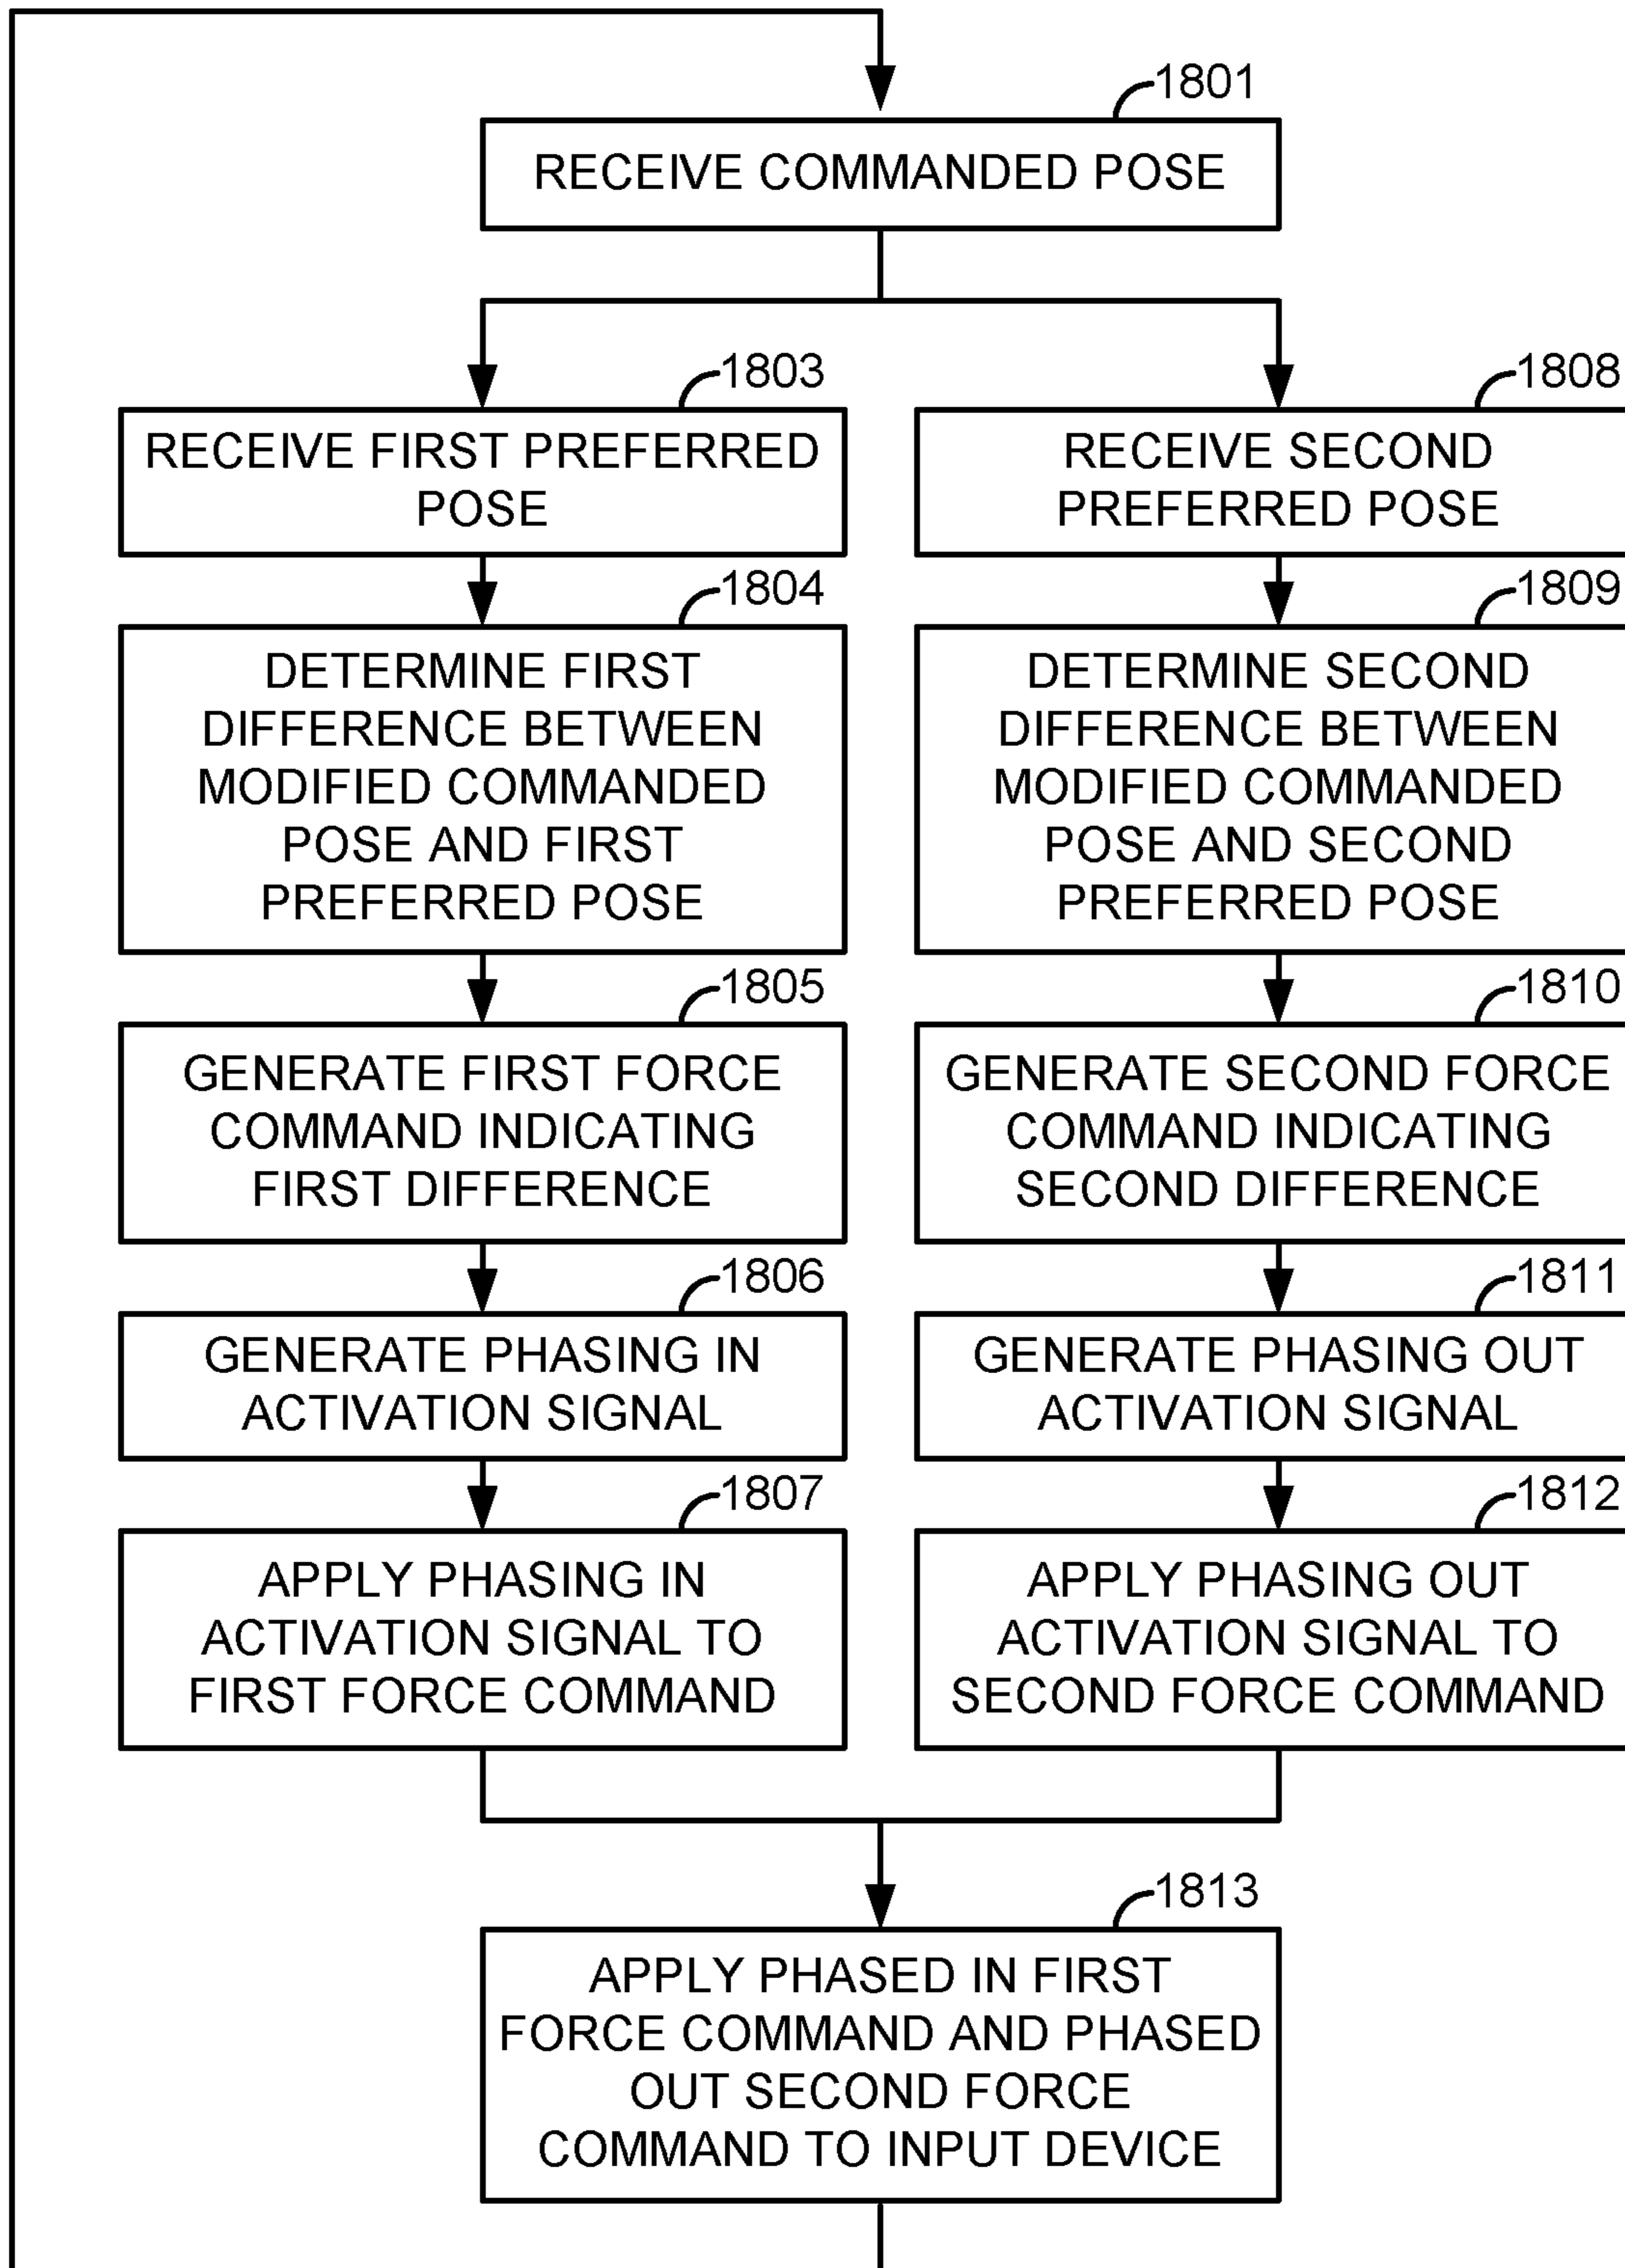 1801
RECEIVE COMMANDED POSE
1803
RECEIVE FIRST PREFERRED
POSE
1804
DETERMINE FIRST
DIFFERENCE BETWEEN
MODIFIED COMMANDED
POSE AND FIRST
PREFERRED POSE
1805
GENERATE FIRST FORCE
COMMAND INDICATING
FIRST DIFFERENCE
1806
GENERATE PHASING IN
ACTIVATION SIGNAL
1807
APPLY PHASING IN
ACTIVATION SIGNAL TO
FIRST FORCE COMMAND
1808
RECEIVE SECOND
PREFERRED POSE
1809
DETERMINE SECOND
DIFFERENCE BETWEEN
MODIFIED COMMANDED
POSE AND SECOND
PREFERRED POSE
1810
GENERATE SECOND FORCE
COMMAND INDICATING
SECOND DIFFERENCE
1811
GENERATE PHASING OUT
ACTIVATION SIGNAL
1812
APPLY PHASING OUT
ACTIVATION SIGNAL TO
SECOND FORCE COMMAND
1813
APPLY PHASED IN FIRST
FORCE COMMAND AND PHASED
OUT SECOND FORCE
COMMAND TO INPUT DEVICE